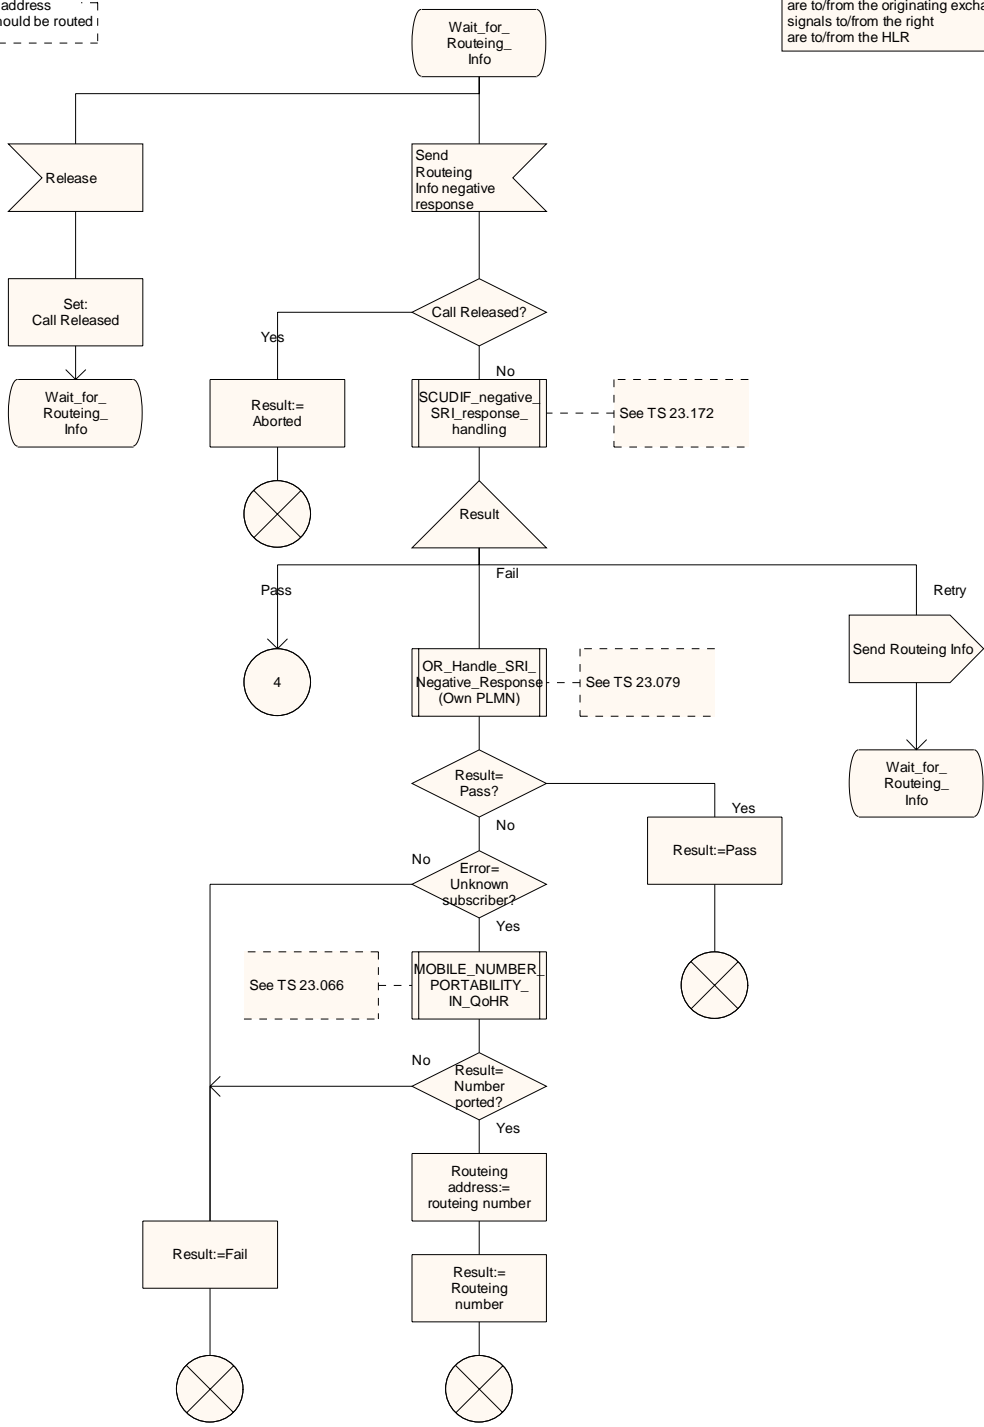 address
hould be routed
are to/from the originating excha
signals to/from the right
are to/from the HLR
Wait_for_
Routeing_
Info
Release
Send
Routeing
Info negative
response
Set:
Call Released
Call Released?
Yes
No
Wait_for_
Routeing_
Info
Result:=
Aborted
SCUDIF_negative_
SRI_response_
handling
See TS 23.172
Result
Pass
Fail
Retry
4
OR_Handle_SRI_
Negative_Response
(Own PLMN)
See TS 23.079
Send Routeing Info
Result=
Pass?
Yes
No
Wait_for_
Routeing_
Info
Result:=Pass
No
Error=
Unknown
subscriber?
Yes
See TS 23.066
MOBILE_NUMBER_
PORTABILITY_
IN_QoHR
No
Result=
Number
ported?
Yes
Routeing
address:=
routeing number
Result:=Fail
Result:=
Routeing
number